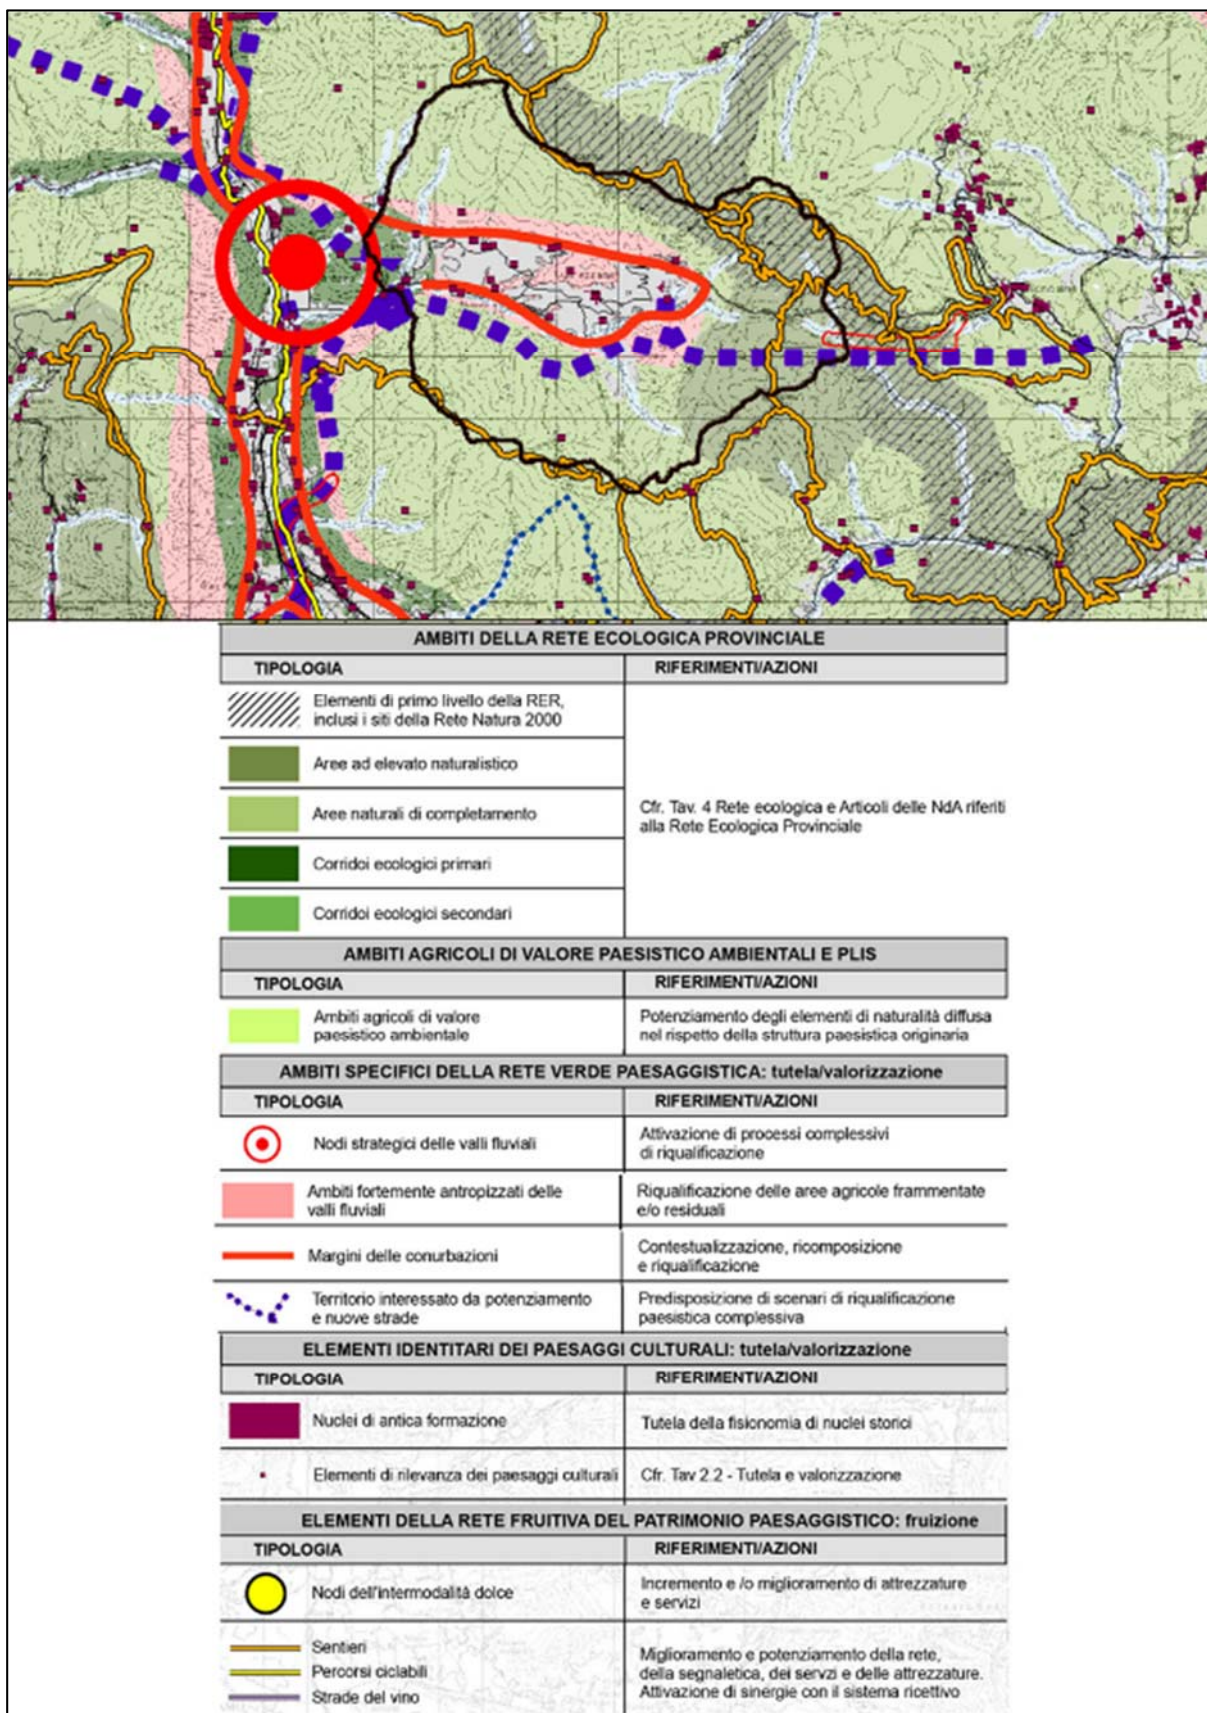 AMBITI DELLA RETE ECOLOGICA PROVINCIALE
TIPOLOGIA
RIFERIMENTI/AZIONI
Elementi di primo livello della RER,
inclusi i siti della Rete Natura 2000
Aree ad elevato naturalistico
Aree naturali di completamento
Corridoi ecologici primari
Corridoi ecologici secondari
Cfr. Tav. 4 Rete ecologica e Articoli delle NdA riferiti
alla Rete Ecologica Provinciale
AMBITI AGRICOLI DI VALORE PAESISTICO AMBIENTALI E PLIS
TIPOLOGIA
RIFERIMENTI/AZIONI
Ambiti agricoli di valore
paesistico ambientale
Potenziamento degli elementi di naturalità diffusa
nel rispetto della struttura paesistica originaria
AMBITI SPECIFICI DELLA RETE VERDE PAESAGGISTICA: tutela/valorizzazione
TIPOLOGIA
RIFERIMENTI/AZIONI
Nodi strategici delle valli fluviali
Attivazione di processi complessivi
di riqualificazione
Ambiti fortemente antropizzati delle
valli fluviali
Riqualificazione delle aree agricole frammentate
e/o residuali
Margini delle conurbazioni
Contestualizzazione, ricomposizione
e riqualificazione
Territorio interessato da potenziamento
e nuove strade
Predisposizione di scenari di riqualificazione
paesistica complessiva
ELEMENTI IDENTITARI DEI PAESAGGI CULTURALI: tutela/valorizzazione
TIPOLOGIA
RIFERIMENTI/AZIONI
Nuclei di antica formazione
Tutela della fisionomia di nuclei storici
Elementi di rilevanza dei paesaggi culturali
Cfr. Tav 2.2 - Tutela e valorizzazione
ELEMENTI DELLA RETE FRUITIVA DEL PATRIMONIO PAESAGGISTICO: fruizione
TIPOLOGIA
RIFERIMENTI/AZIONI
Nodi dell'intermodalità dolce
Incremento e /o miglioramento di attrezzature
e servizi
Sentieri
Percorsi ciclabili
Strade del vino
Miglioramento e potenziamento della rete,
della segnaletica, dei servzi e delle attrezzature.
Attivazione di sinergie con il sistema ricettivo